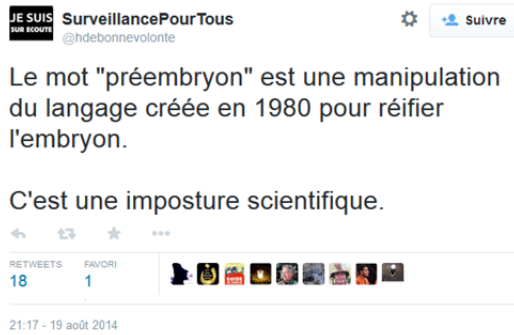 JE SUIS
SUR ECOUTE
SurveillancePourTous
@hdebonnevolonte
Suivre
Le mot "préembryon" est une manipulation
du langage créée en 1980 pour réifier
l'embryon.
C'est une imposture scientifique.
RETWEETS
18
FAVORI
1
21:17 - 19 août 2014